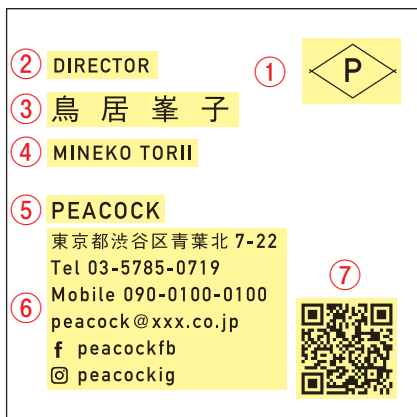 ② DIRECTOR
① P
③ 鳥居峯子
④ MINEKO TORII
⑤ PEACOCK
⑥ 東京都渋谷区青葉北 7-22
Tel 03-5785-0719
Mobile 090-0100-0100
peacock@xxx.co.jp
peacockfb
peacockig
⑦